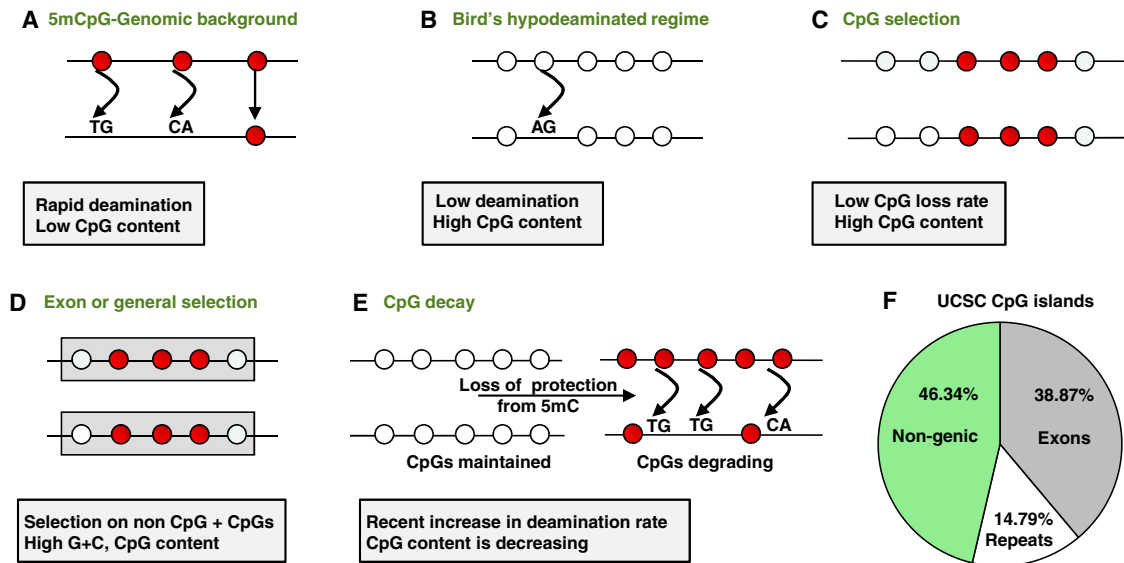 A 5mCpG-Genomic background
TG CA
Rapid deamination
Low CpG content
B Bird's hypodeaminated regime
AG
Low deamination
High CpG content
C CpG selection
Low CpG loss rate
High CpG content
D Exon or general selection
Selection on non CpG + CpGs
High G+C, CpG content
E CpG decay
Loss of protection
from 5mC
TG TG CA
CpGs maintained
CpGs degrading
Recent increase in deamination rate
CpG content is decreasing
F UCSC CpG islands
46.34%
Non-genic
38.87%
Exons
14.79%
Repeats